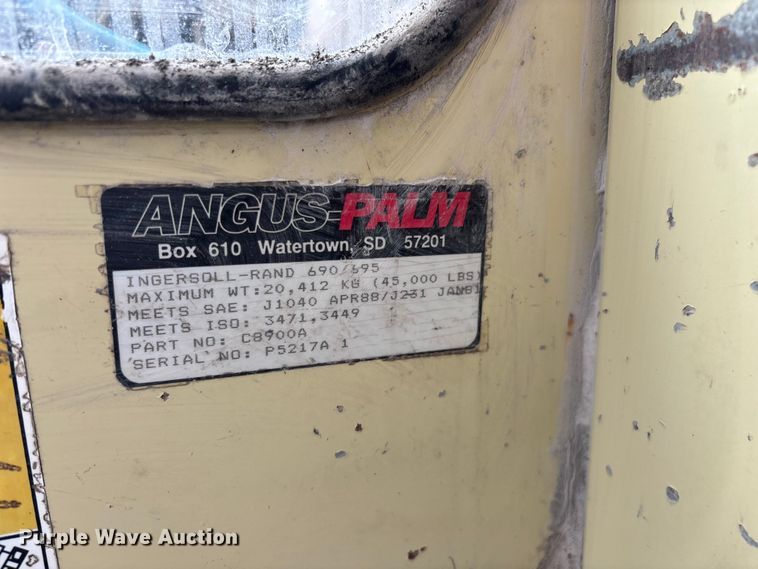 ANGUS-PALM
Box 610 Watertown, SD 57201
INGERSOLL-RAND 690/695
MAXIMUM WT:20,412 KG (45,000 LBS)
MEETS SAE: J1040 APR88/J231 JAN81
MEETS ISO: 3471,3449
PART NO: C8900A
SERIAL NO: P5217A 1
Purple Wave Auction